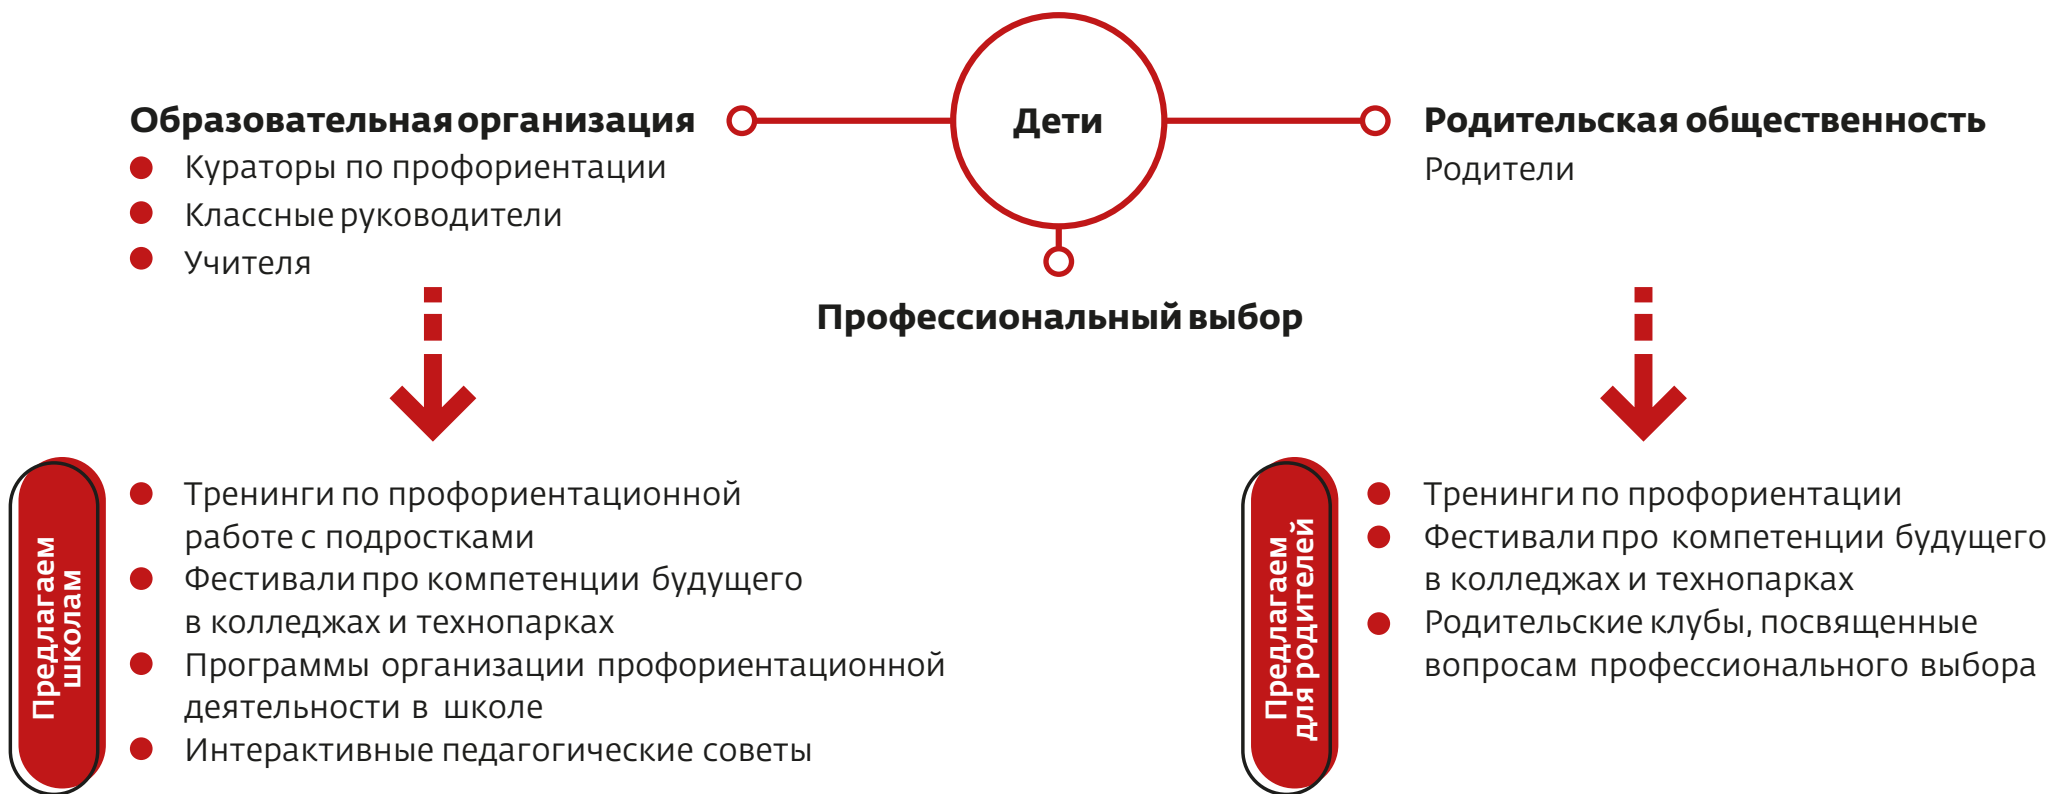 Дети
Образовательная организация
Кураторы по профориентации
Классные руководители
Учителя
Родительская общественность
Родители
Профессиональный выбор
Предлагаем
школам
Тренинги по профориентационной
работе с подростками
Фестивали про компетенции будущего
в колледжах и технопарках
Программы организации профориентационной
деятельности в школе
Интерактивные педагогические советы
Предлагаем
для родителей
Тренинги по профориентации
Фестивали про компетенции будущего
в колледжах и технопарках
Родительские клубы, посвященные
вопросам профессионального выбора